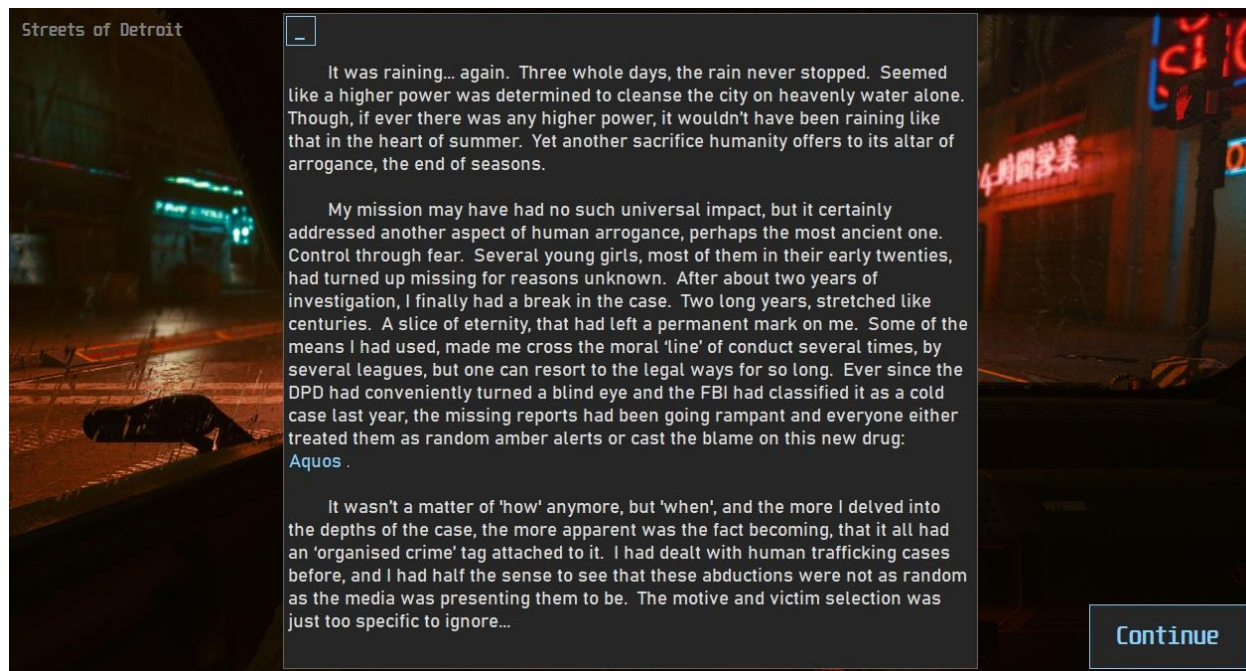 Streets of Detroit
_
It was raining... again. Three whole days, the rain never stopped. Seemed
like a higher power was determined to cleanse the city on heavenly water alone.
Though, if ever there was any higher power, it wouldn't have been raining like
that in the heart of summer. Yet another sacrifice humanity offers to its altar of
arrogance, the end of seasons.
My mission may have had no such universal impact, but it certainly
addressed another aspect of human arrogance, perhaps the most ancient one.
Control through fear. Several young girls, most of them in their early twenties,
had turned up missing for reasons unknown. After about two years of
investigation, I finally had a break in the case. Two long years, stretched like
centuries. A slice of eternity, that had left a permanent mark on me. Some of the
means I had used, made me cross the moral ‘line’ of conduct several times, by
several leagues, but one can resort to the legal ways for so long. Ever since the
DPD had conveniently turned a blind eye and the FBI had classified it as a cold
case last year, the missing reports had been going rampant and everyone either
treated them as random amber alerts or cast the blame on this new drug:
Aquos .
It wasn't a matter of 'how' anymore, but 'when', and the more I delved into
the depths of the case, the more apparent was the fact becoming, that it all had
an ‘organised crime’ tag attached to it. I had dealt with human trafficking cases
before, and I had half the sense to see that these abductions were not as random
as the media was presenting them to be. The motive and victim selection was
just too specific to ignore...
時間営業
Continue